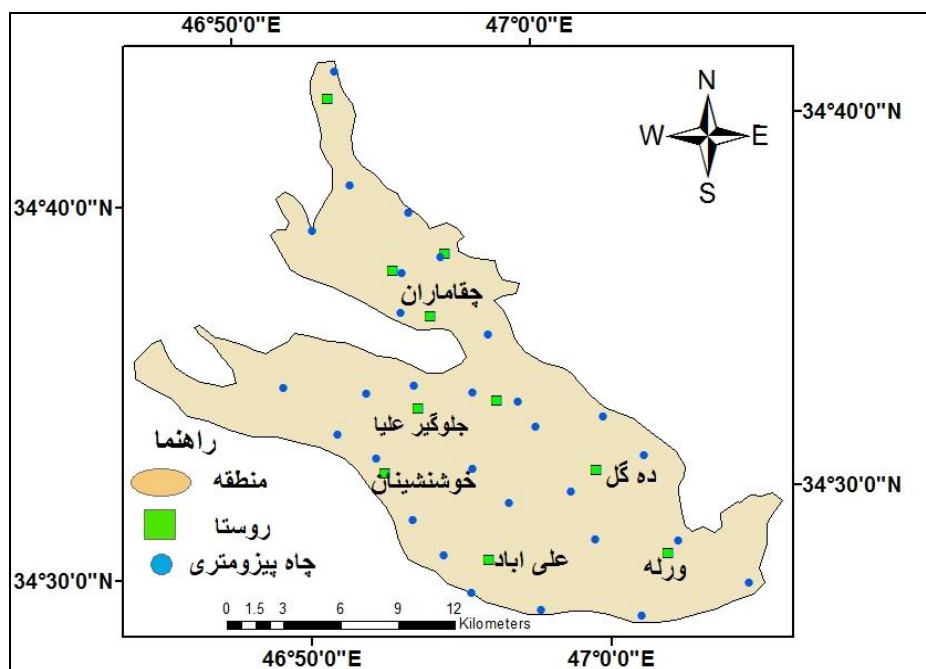 46°50'0"E 47°0'0"E
N
34°40'0"N
W E
S
34°40'0"N
چقاماران
جلوگیر علیا
راهنما
خوشنشینان
ده گل
منطقه
34°30'0"N
روستا
علی اباد
ورله
چاه پیزومتری
34°30'0"N
0 1.5 3 6 9 12
Kilometers
46°50'0"E 47°0'0"E